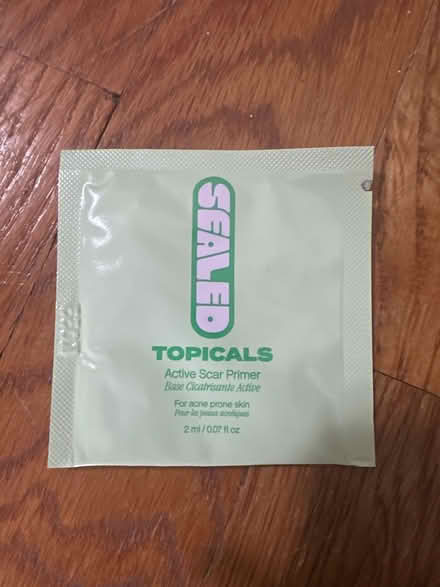 SEALED
TOPICALS
Active Scar Primer
Base Cicatrisante Active
For acne prone skin
Pour les peaux acnéiques
2 ml / 0.07 fl oz